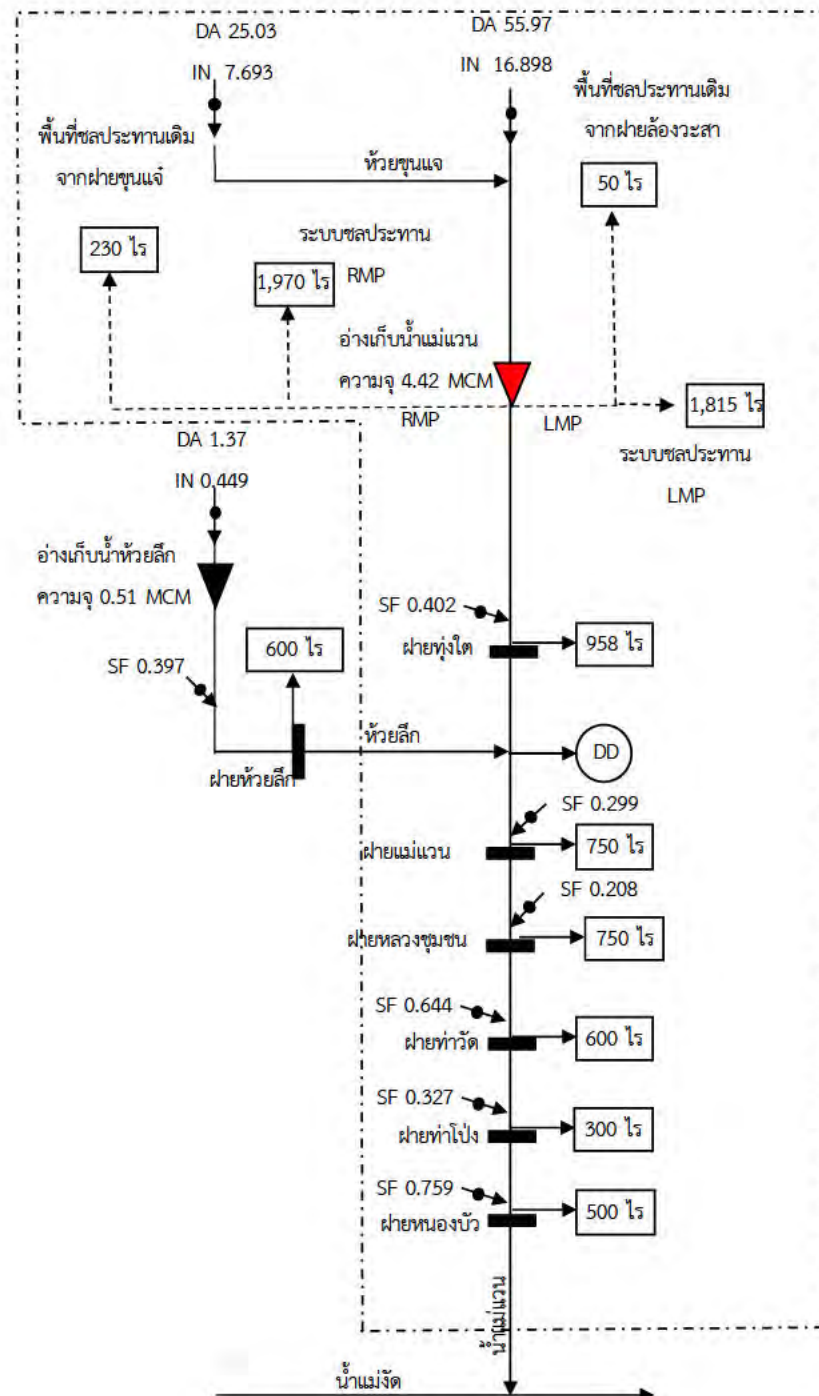 DA 25.03
IN 7.693
DA 55.97
IN 16.898
พื้นที่ชลประทานเดิม
จากฝายขุนแจ๋
230 ไร่
ห้วยขุนแจ
พื้นที่ชลประทานเดิม
จากฝายล้องวะสา
50 ไร่
ระบบชลประทาน
RMP
1,970 ไร่
อ่างเก็บน้ำแม่แวน
ความจุ 4.42 MCM
RMP
LMP
1,815 ไร่
ระบบชลประทาน
LMP
DA 1.37
IN 0.449
อ่างเก็บน้ำห้วยลึก
ความจุ 0.51 MCM
SF 0.397
600 ไร่
ฝายห้วยลึก
ห้วยลึก
SF 0.402
ฝายทุ่งใต
958 ไร่
DD
SF 0.299
ฝายแม่แวน
750 ไร่
SF 0.208
ฝายหลวงชุมชน
750 ไร่
SF 0.644
ฝายท่าวัด
600 ไร่
SF 0.327
ฝายท่าโป่ง
300 ไร่
SF 0.759
ฝายหนองบัว
500 ไร่
น้ำแม่แวน
น้ำแม่งัด